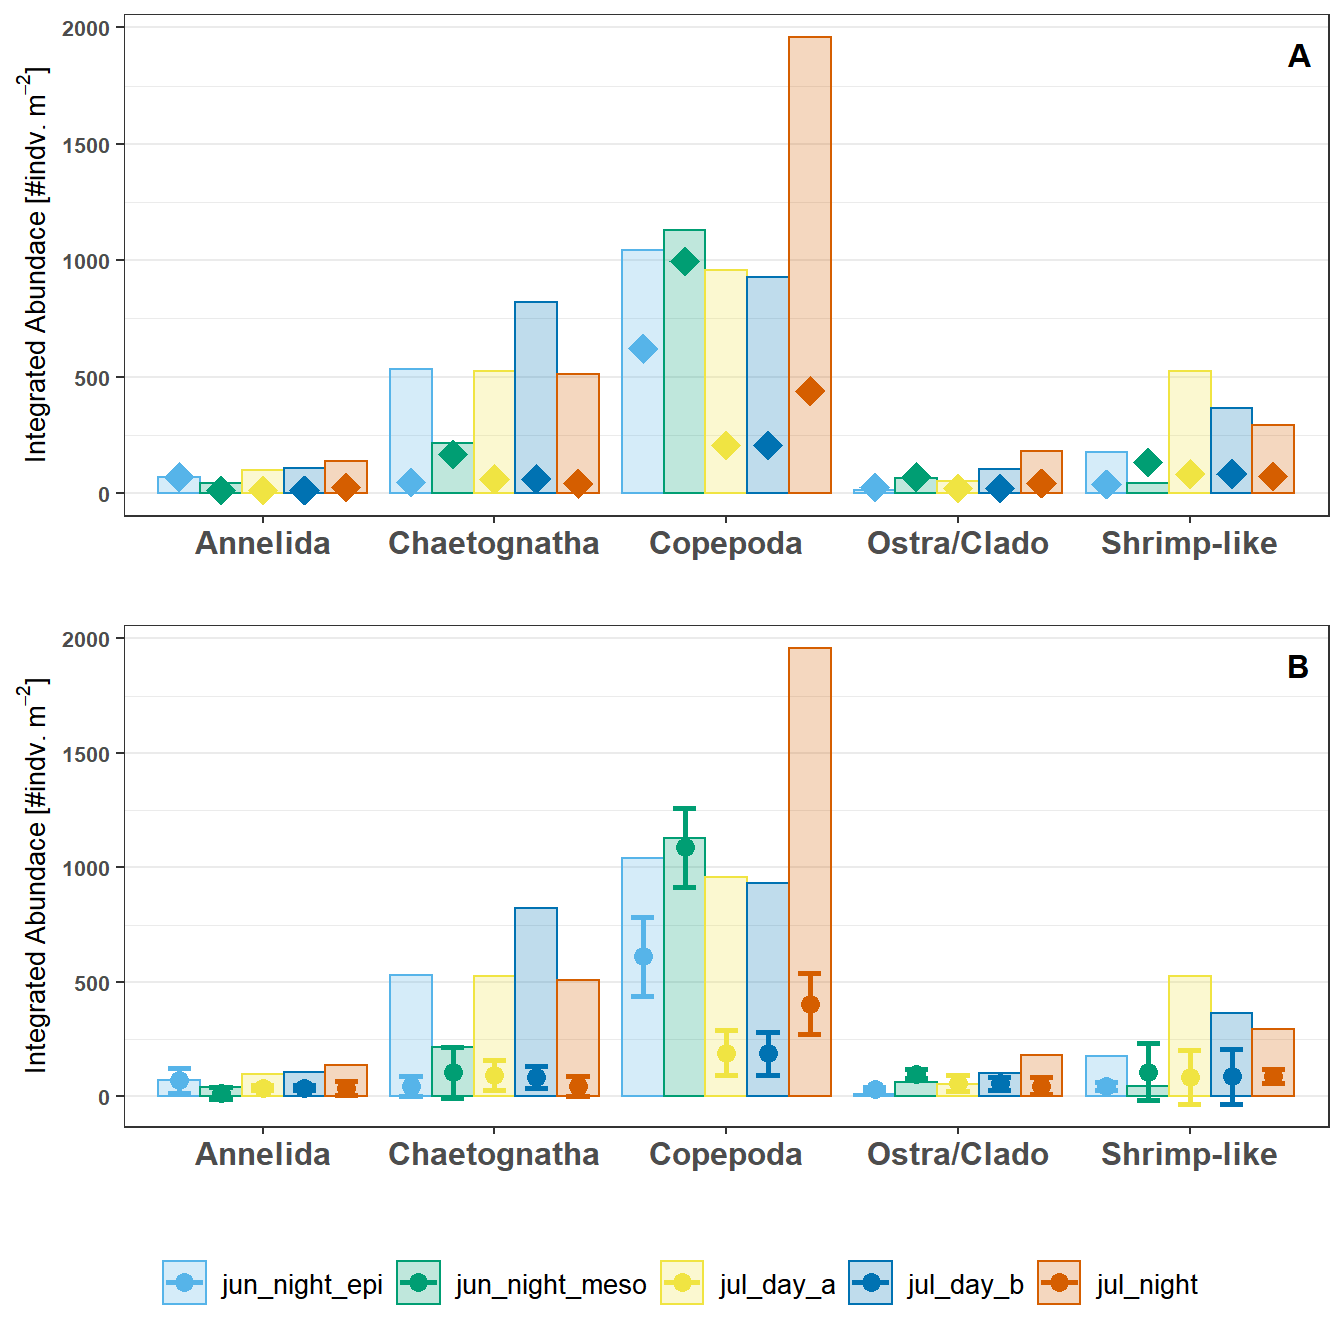 2000
1500
1000
500
0
Integrated Abundace [#indv. m⁻²]
A
Annelida Chaetognatha Copepoda Ostra/Clado Shrimp-like
2000
1500
1000
500
0
Integrated Abundace [#indv. m⁻²]
B
Annelida Chaetognatha Copepoda Ostra/Clado Shrimp-like
jun_night_epi jun_night_meso jul_day_a jul_day_b jul_night